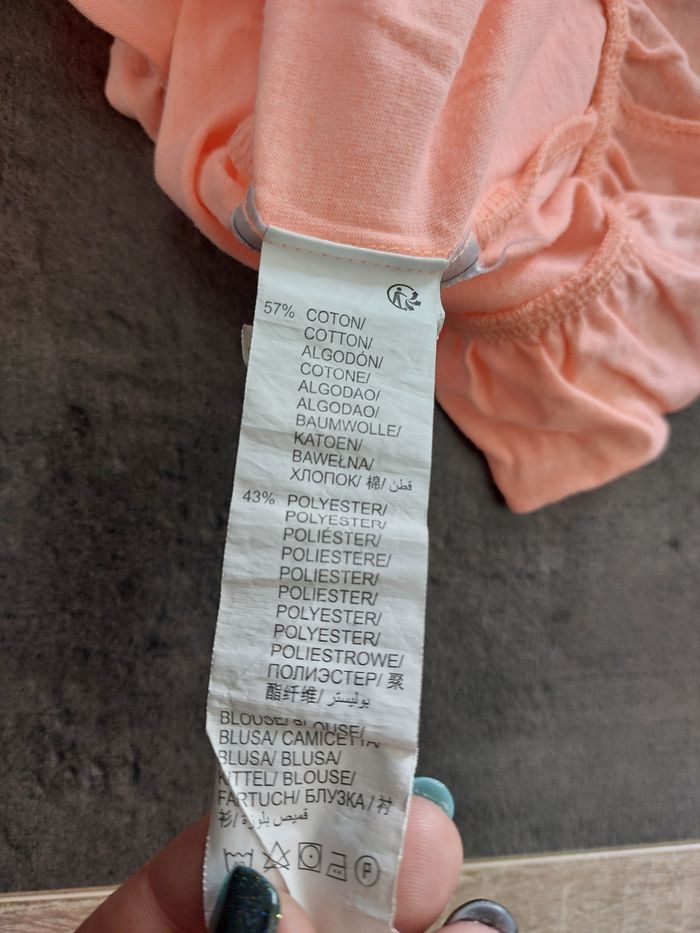 57% COTON/
COTTON/
ALGODÓN/
COTONE/
ALGODAO/
ALGODAO/
BAUMWOLLE/
KATOEN/
BAWEŁNA/
ХЛОПОК/ 棉/ قطن
43% POLYESTER/
POLYESTER/
POLIÉSTER/
POLIESTERE/
POLIESTER/
POLIESTER/
POLYESTER/
POLYESTER/
POLIESTROWE/
ПОЛИЭСТЕР/ 聚
酯纤维/ بوليستر
BLOUSE/ BLOUSE/
BLUSA/ CAMICETTA/
BLUSA/ BLUSA/
KITTEL/ BLOUSE/
FARTUCH/ БЛУЗКА / 衬
衫/ قميص بلوزة
P